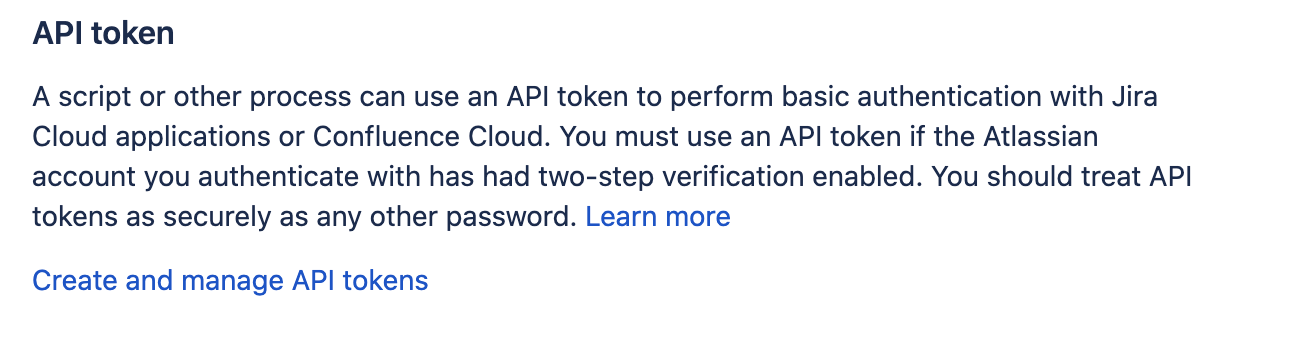 API token
A script or other process can use an API token to perform basic authentication with Jira
Cloud applications or Confluence Cloud. You must use an API token if the Atlassian
account you authenticate with has had two-step verification enabled. You should treat API
tokens as securely as any other password. Learn more
Create and manage API tokens